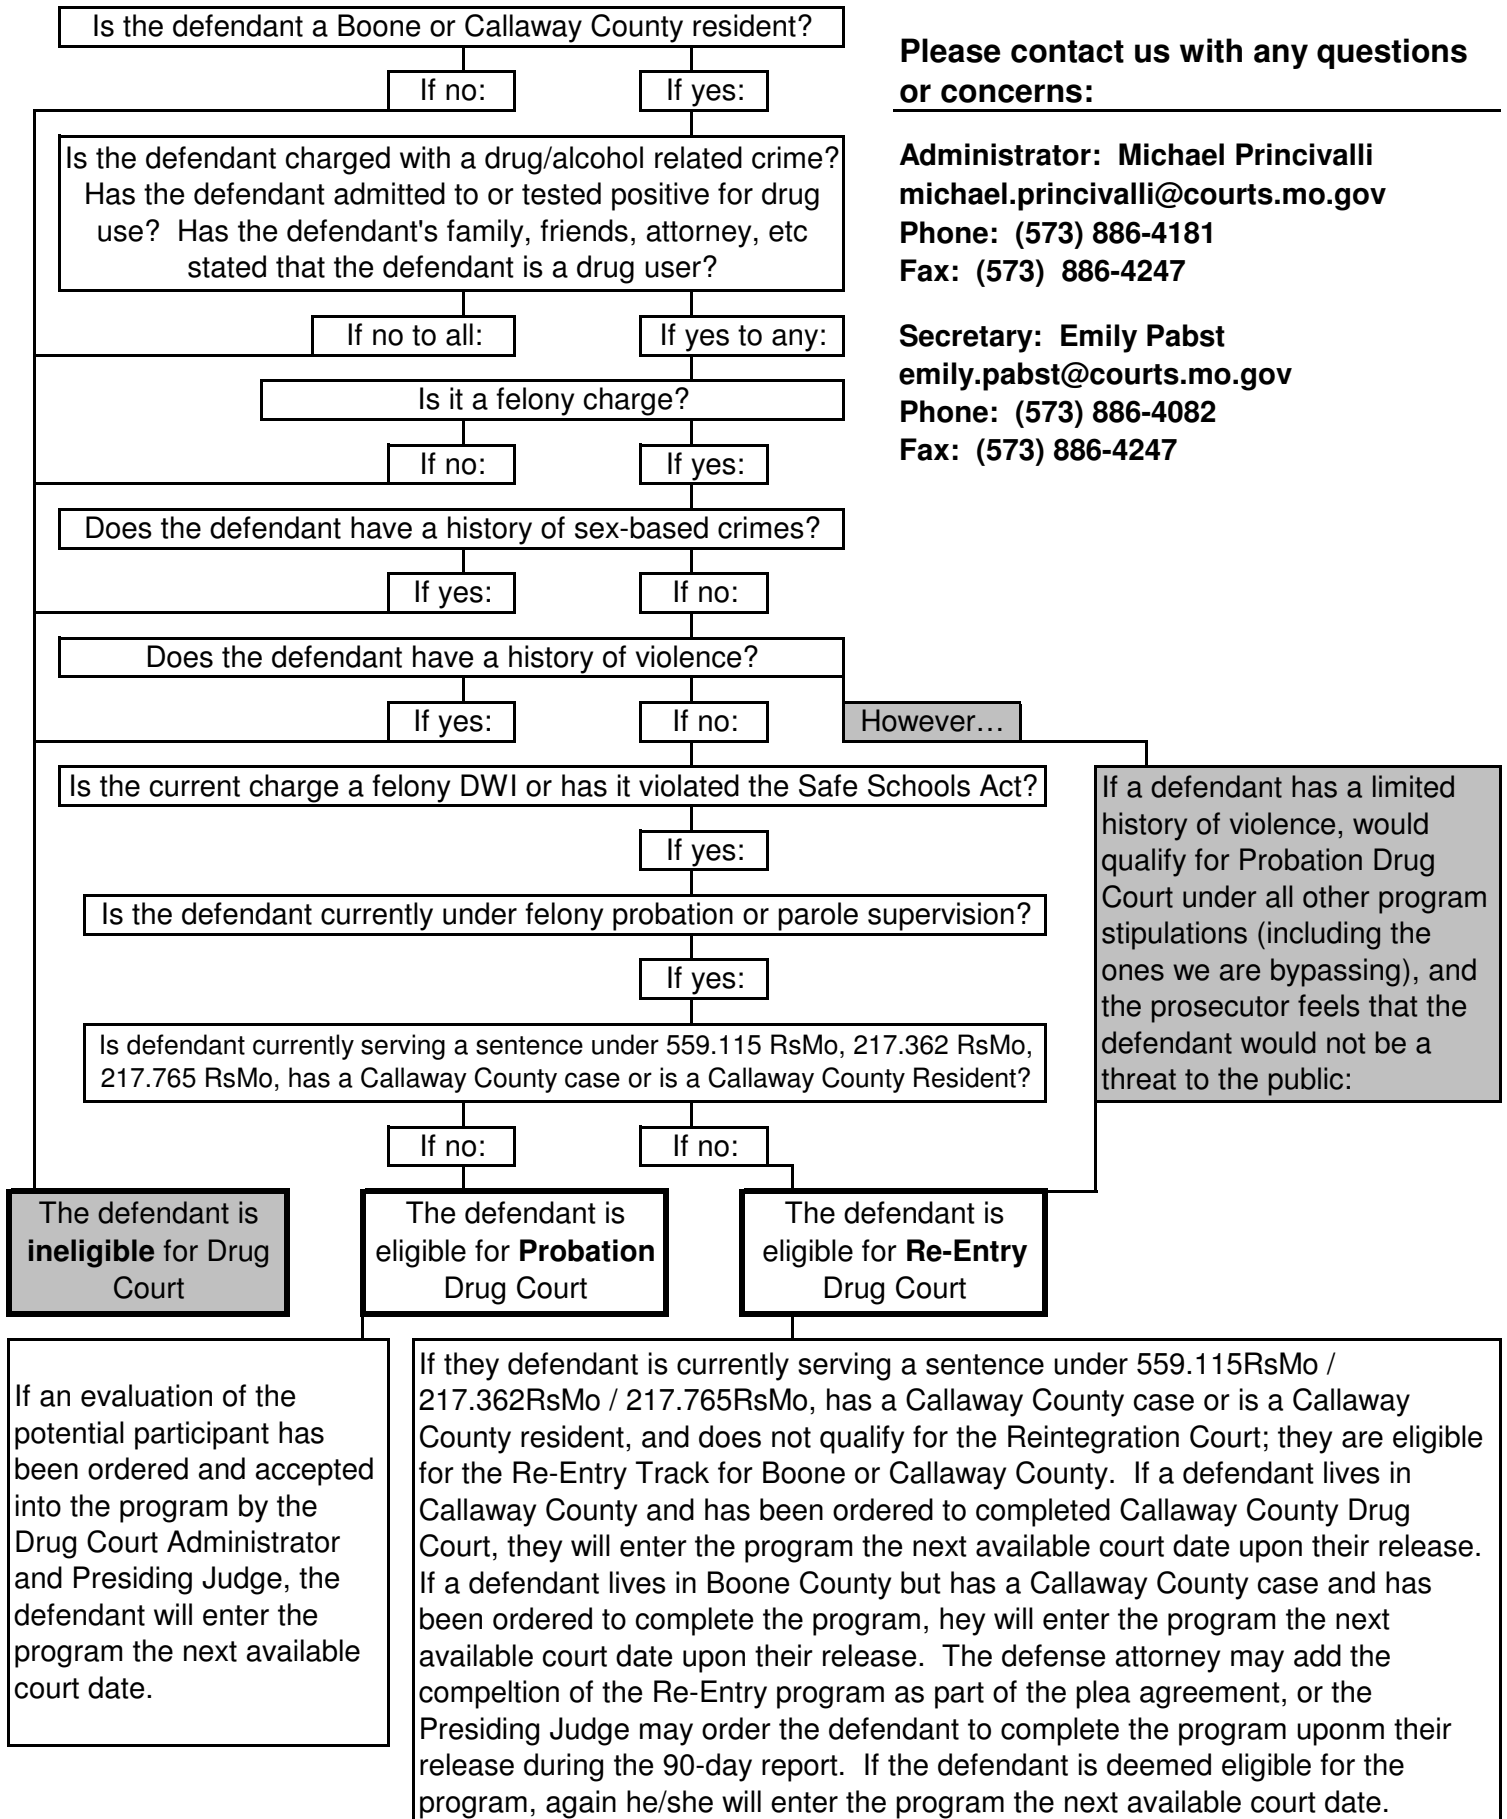 Is the defendant a Boone or Callaway County resident?
If no:
If yes:
Is the defendant charged with a drug/alcohol related crime?
Has the defendant admitted to or tested positive for drug
use?  Has the defendant's family, friends, attorney, etc
stated that the defendant is a drug user?
If no to all:
If yes to any:
Is it a felony charge?
If no:
If yes:
Does the defendant have a history of sex-based crimes?
If yes:
If no:
Does the defendant have a history of violence?
If yes:
If no:
However…
Is the current charge a felony DWI or has it violated the Safe Schools Act?
If yes:
Is the defendant currently under felony probation or parole supervision?
If yes:
Is defendant currently serving a sentence under 559.115 RsMo, 217.362 RsMo,
217.765 RsMo, has a Callaway County case or is a Callaway County Resident?
If no:
If no:
Please contact us with any questions
or concerns:
Administrator:  Michael Princivalli
michael.princivalli@courts.mo.gov
Phone:  (573) 886-4181
Fax:  (573)  886-4247
Secretary:  Emily Pabst
emily.pabst@courts.mo.gov
Phone:  (573) 886-4082
Fax:  (573) 886-4247
If a defendant has a limited
history of violence, would
qualify for Probation Drug
Court under all other program
stipulations (including the
ones we are bypassing), and
the prosecutor feels that the
defendant would not be a
threat to the public:
The defendant is
ineligible for Drug
Court
The defendant is
eligible for Probation
Drug Court
The defendant is
eligible for Re-Entry
Drug Court
If an evaluation of the
potential participant has
been ordered and accepted
into the program by the
Drug Court Administrator
and Presiding Judge, the
defendant will enter the
program the next available
court date.
If they defendant is currently serving a sentence under 559.115RsMo /
217.362RsMo / 217.765RsMo, has a Callaway County case or is a Callaway
County resident, and does not qualify for the Reintegration Court; they are eligible
for the Re-Entry Track for Boone or Callaway County.  If a defendant lives in
Callaway County and has been ordered to completed Callaway County Drug
Court, they will enter the program the next available court date upon their release.
If a defendant lives in Boone County but has a Callaway County case and has
been ordered to complete the program, hey will enter the program the next
available court date upon their release.  The defense attorney may add the
compeltion of the Re-Entry program as part of the plea agreement, or the
Presiding Judge may order the defendant to complete the program uponm their
release during the 90-day report.  If the defendant is deemed eligible for the
program, again he/she will enter the program the next available court date.